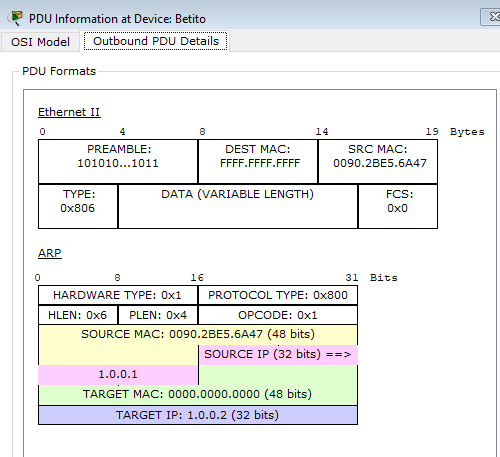 PDU Information at Device: Betito
OSI Model Outbound PDU Details
PDU Formats
Ethernet II
0 4 8 14 19 Bytes
PREAMBLE: DEST MAC: SRC MAC:
101010...1011 FFFF.FFFF.FFFF 0090.2BE5.6A47
TYPE: DATA (VARIABLE LENGTH) FCS:
0x806 0x0
ARP
0 8 16 31 Bits
HARDWARE TYPE: 0x1 PROTOCOL TYPE: 0x800
HLEN: 0x6 PLEN: 0x4 OPCODE: 0x1
SOURCE MAC: 0090.2BE5.6A47 (48 bits)
SOURCE IP (32 bits) ==>
1.0.0.1
TARGET MAC: 0000.0000.0000 (48 bits)
TARGET IP: 1.0.0.2 (32 bits)